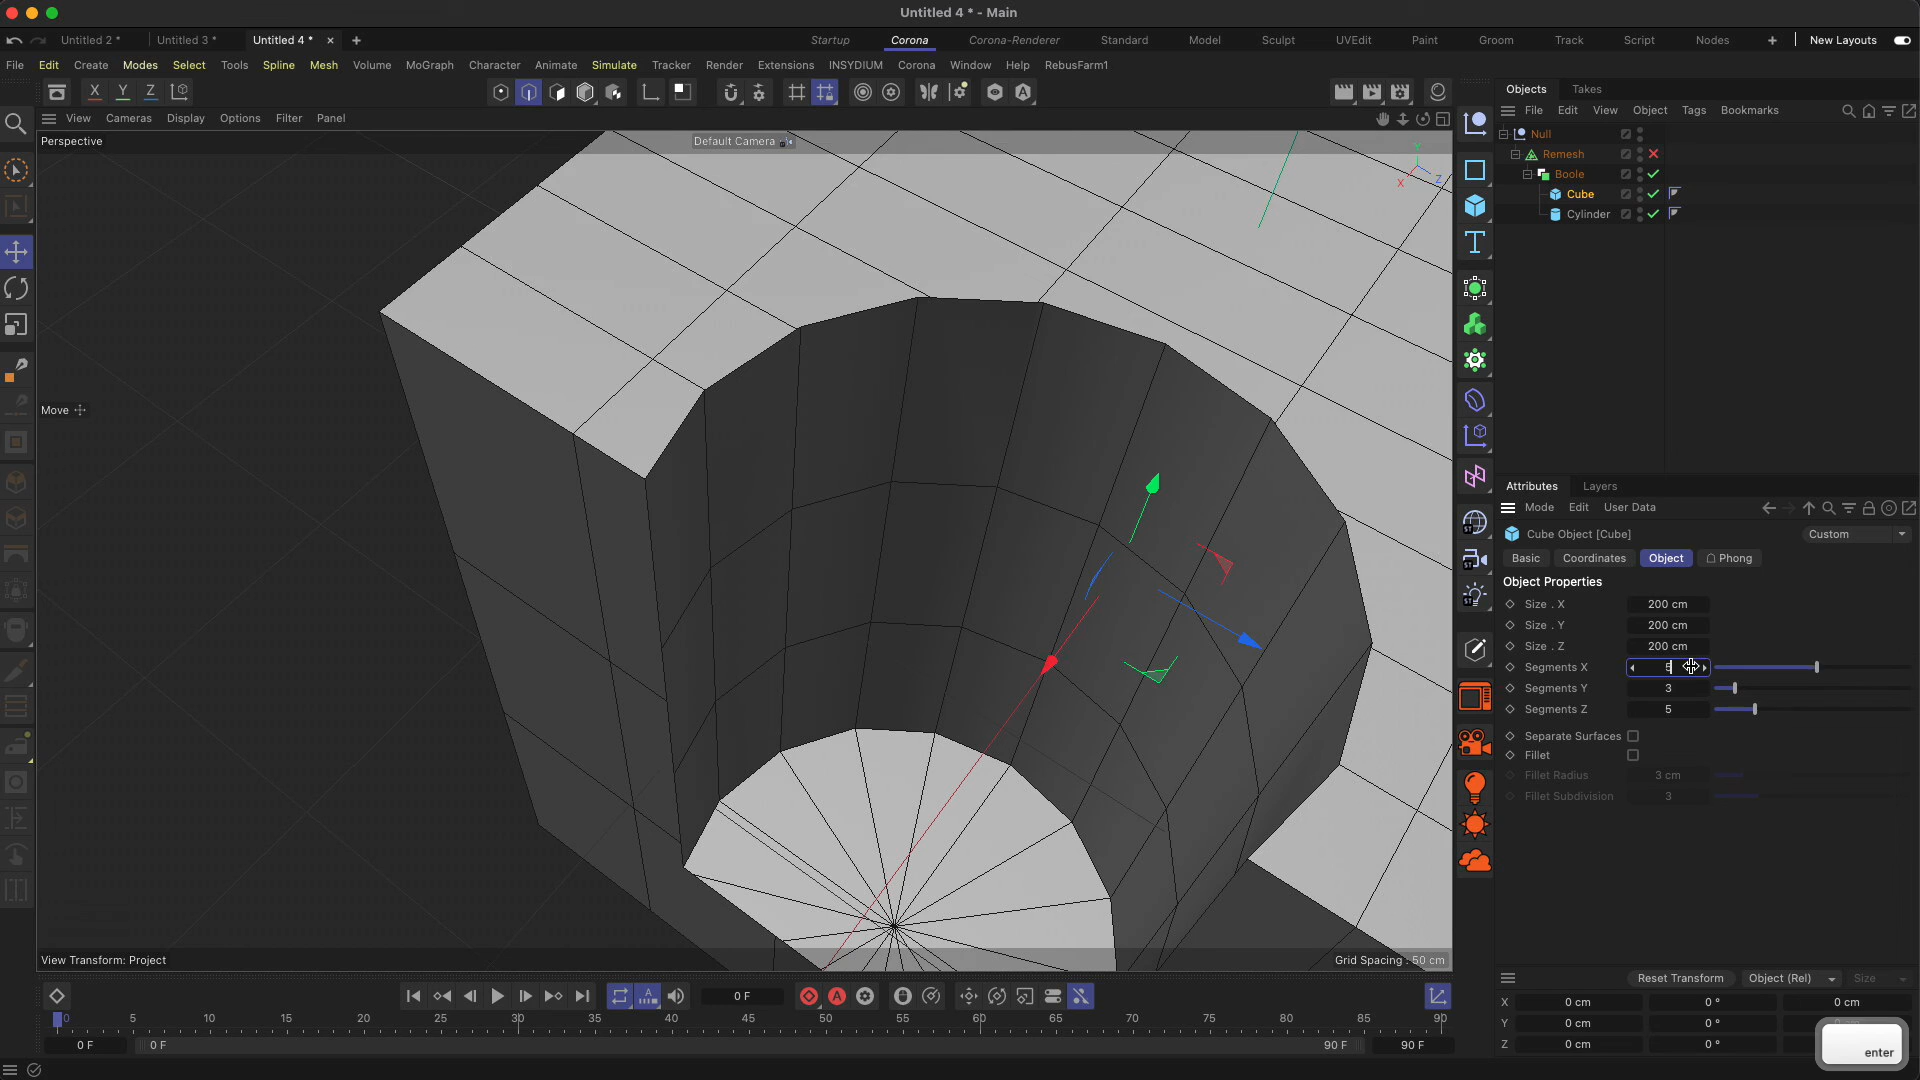 Untitled 4 * - Main
Untitled 2 *
Untitled 3 *
Untitled 4 *
Startup
Corona
Corona-Renderer
Standard
Model
Sculpt
UVEdit
Paint
Groom
Track
Script
Nodes
New Layouts
File Edit Create Modes Select Tools Spline Mesh Volume MoGraph Character Animate Simulate Tracker Render Extensions INSYDIUM Corona Window Help RebusFarm1
X Y Z
Objects Takes
File Edit View Object Tags Bookmarks
View Cameras Display Options Filter Panel
Perspective
Default Camera
Y
X
Z
Null
Remesh
Boole
Cube
Cylinder
Move
Attributes Layers
Mode Edit User Data
Cube Object [Cube]
Custom
Basic Coordinates Object Phong
Object Properties
Size . X 200 cm
Size . Y 200 cm
Size . Z 200 cm
Segments X 5
Segments Y 3
Segments Z 5
Separate Surfaces
Fillet
Fillet Radius 3 cm
Fillet Subdivision 3
ST
ST
ST
View Transform: Project
Grid Spacing : 50 cm
Reset Transform
Object (Rel)
Size
0 F
A
A
0 5 10 15 20 25 30 35 40 45 50 55 60 65 70 75 80 85 90
0 F
0 F
90 F
90 F
X 0 cm 0 ° 0 cm
Y 0 cm 0 °
Z 0 cm 0 °
enter